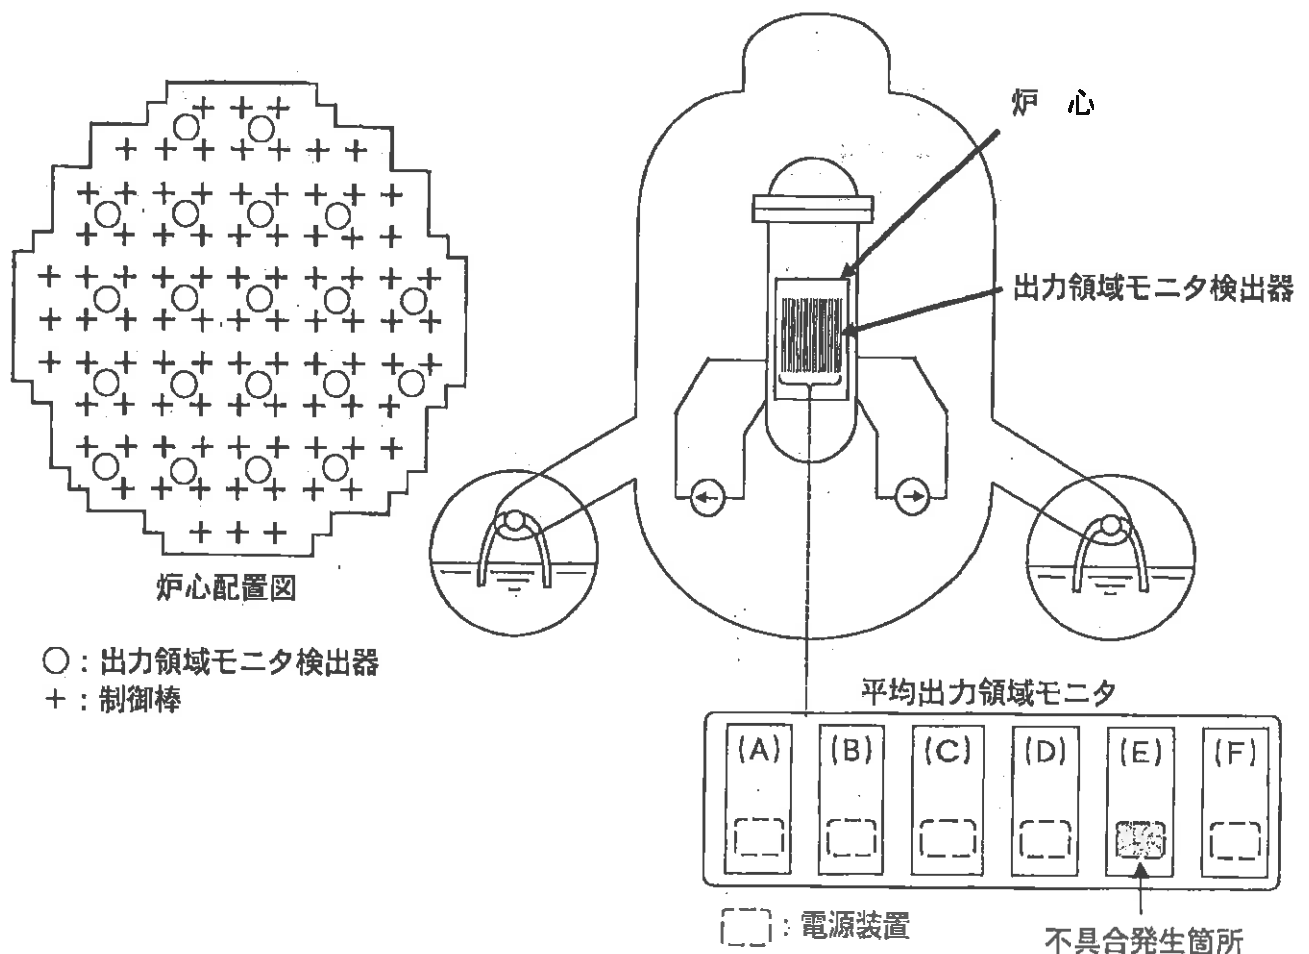 炉 心
出力領域モニタ検出器
炉心配置図
○：出力領域モニタ検出器
＋：制御棒
平均出力領域モニタ
(A) (B) (C) (D) (E) (F)
：電源装置
不具合発生箇所